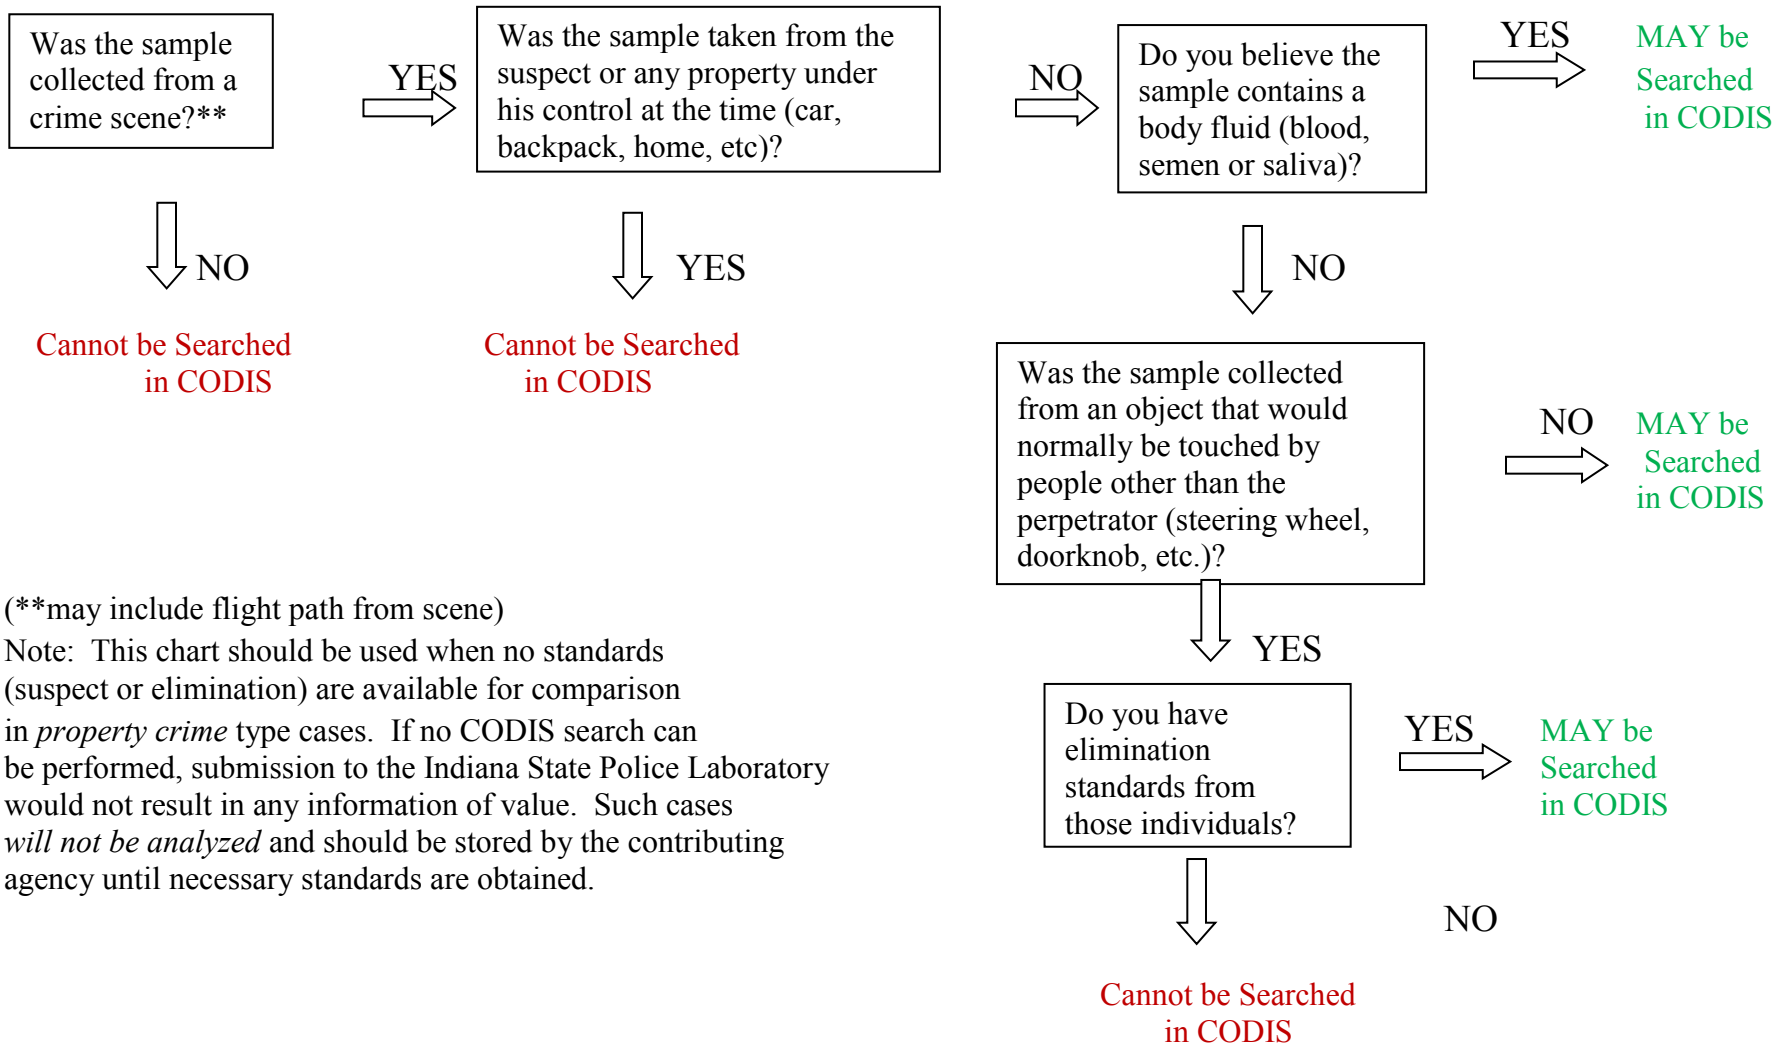 Was the sample
collected from a
crime scene?**
YES
Was the sample taken from the
suspect or any property under
his control at the time (car,
backpack, home, etc)?
NO
Do you believe the
sample contains a
body fluid (blood,
semen or saliva)?
YES
MAY be
Searched
in CODIS
NO
Cannot be Searched
in CODIS
YES
Cannot be Searched
in CODIS
NO
Was the sample collected
from an object that would
normally be touched by
people other than the
perpetrator (steering wheel,
doorknob, etc.)?
NO
MAY be
Searched
in CODIS
YES
Do you have
elimination
standards from
those individuals?
YES
MAY be
Searched
in CODIS
NO
Cannot be Searched
in CODIS
(**may include flight path from scene)
Note: This chart should be used when no standards
(suspect or elimination) are available for comparison
in property crime type cases. If no CODIS search can
be performed, submission to the Indiana State Police Laboratory
would not result in any information of value. Such cases
will not be analyzed and should be stored by the contributing
agency until necessary standards are obtained.